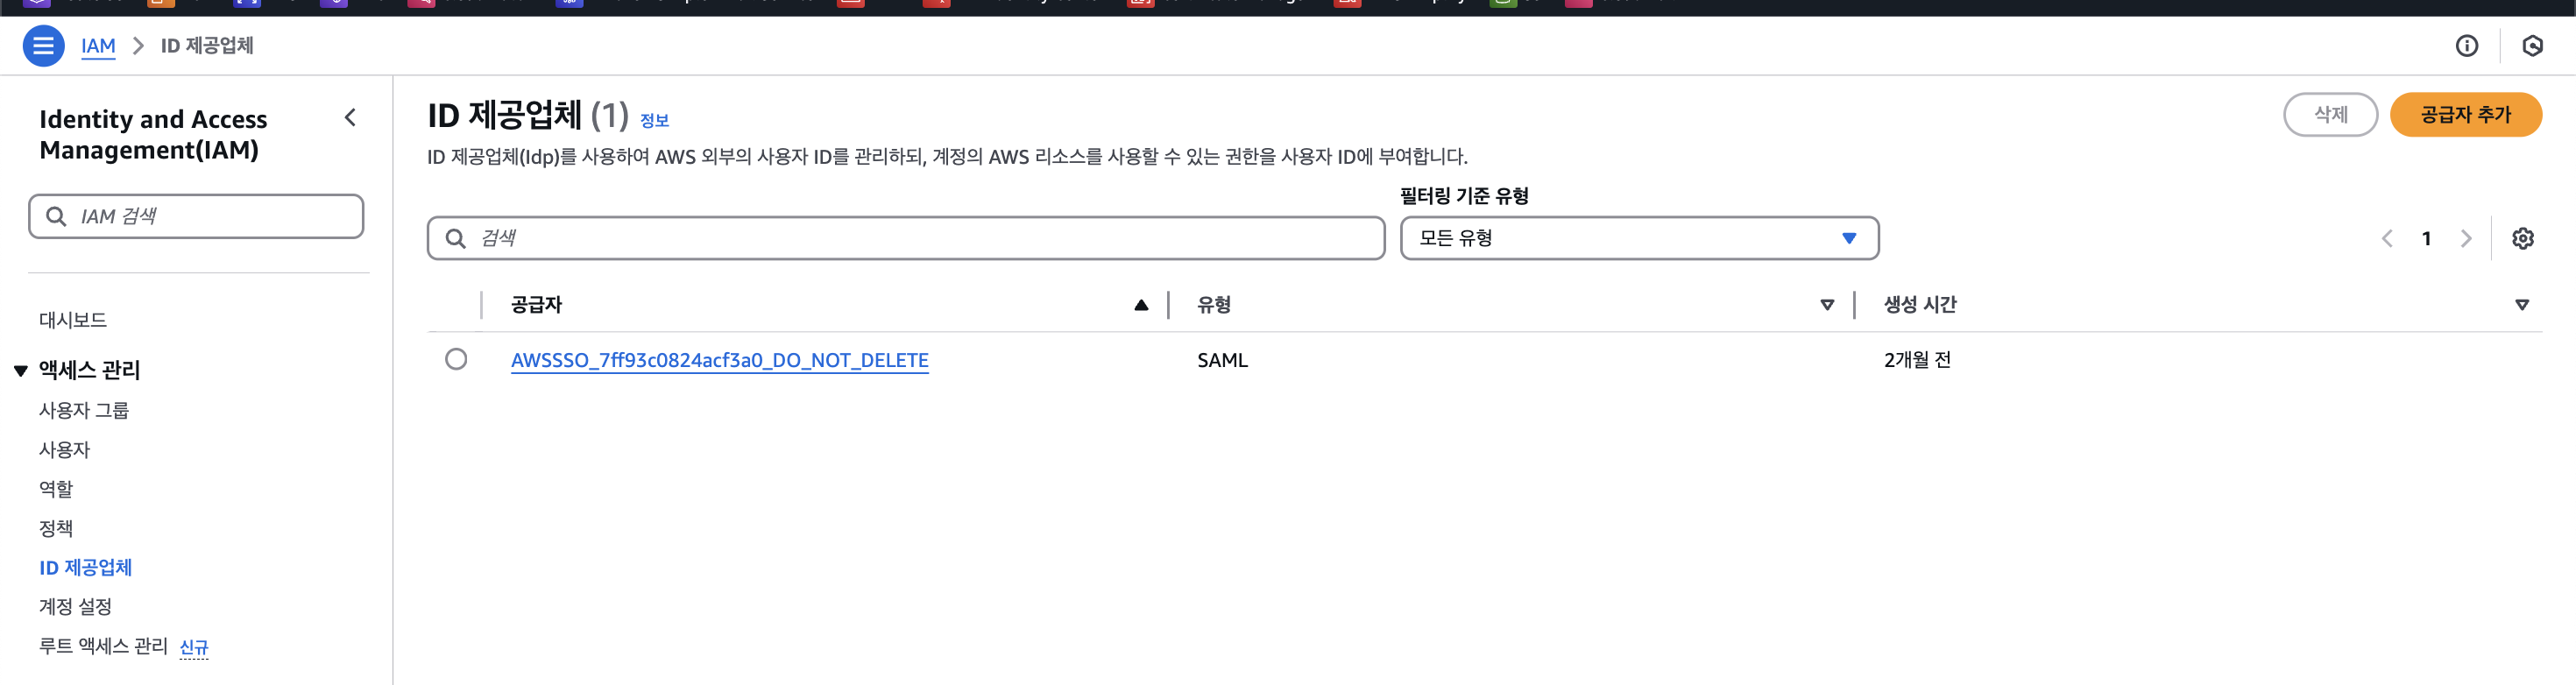 IAM > ID 제공업체
Identity and Access
Management(IAM)
IAM 검색
대시보드
액세스 관리
사용자 그룹
사용자
역할
정책
ID 제공업체
계정 설정
루트 액세스 관리 신규
ID 제공업체 (1) 정보
삭제
공급자 추가
ID 제공업체(Idp)를 사용하여 AWS 외부의 사용자 ID를 관리하되, 계정의 AWS 리소스를 사용할 수 있는 권한을 사용자 ID에 부여합니다.
필터링 기준 유형
검색
모든 유형
1
공급자 유형 생성 시간
AWSSSO_7ff93c0824acf3a0_DO_NOT_DELETE SAML 2개월 전